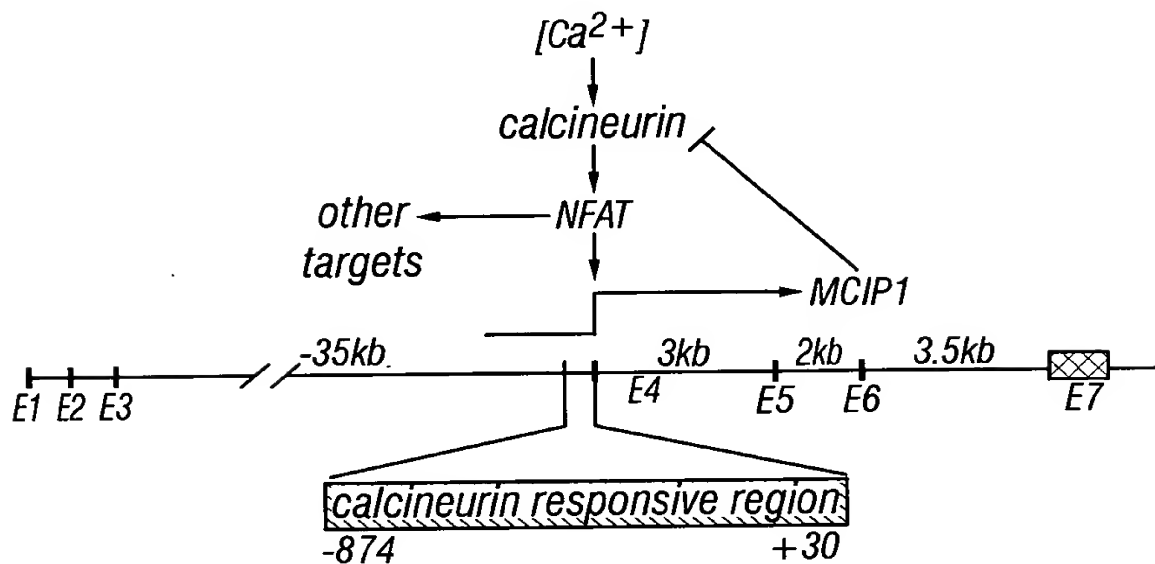 [Ca²⁺]
calcineurin
other targets
NFAT
MCIP1
-35kb
3kb
2kb
3.5kb
E1
E2
E3
E4
E5
E6
E7
calcineurin responsive region
-874
+30